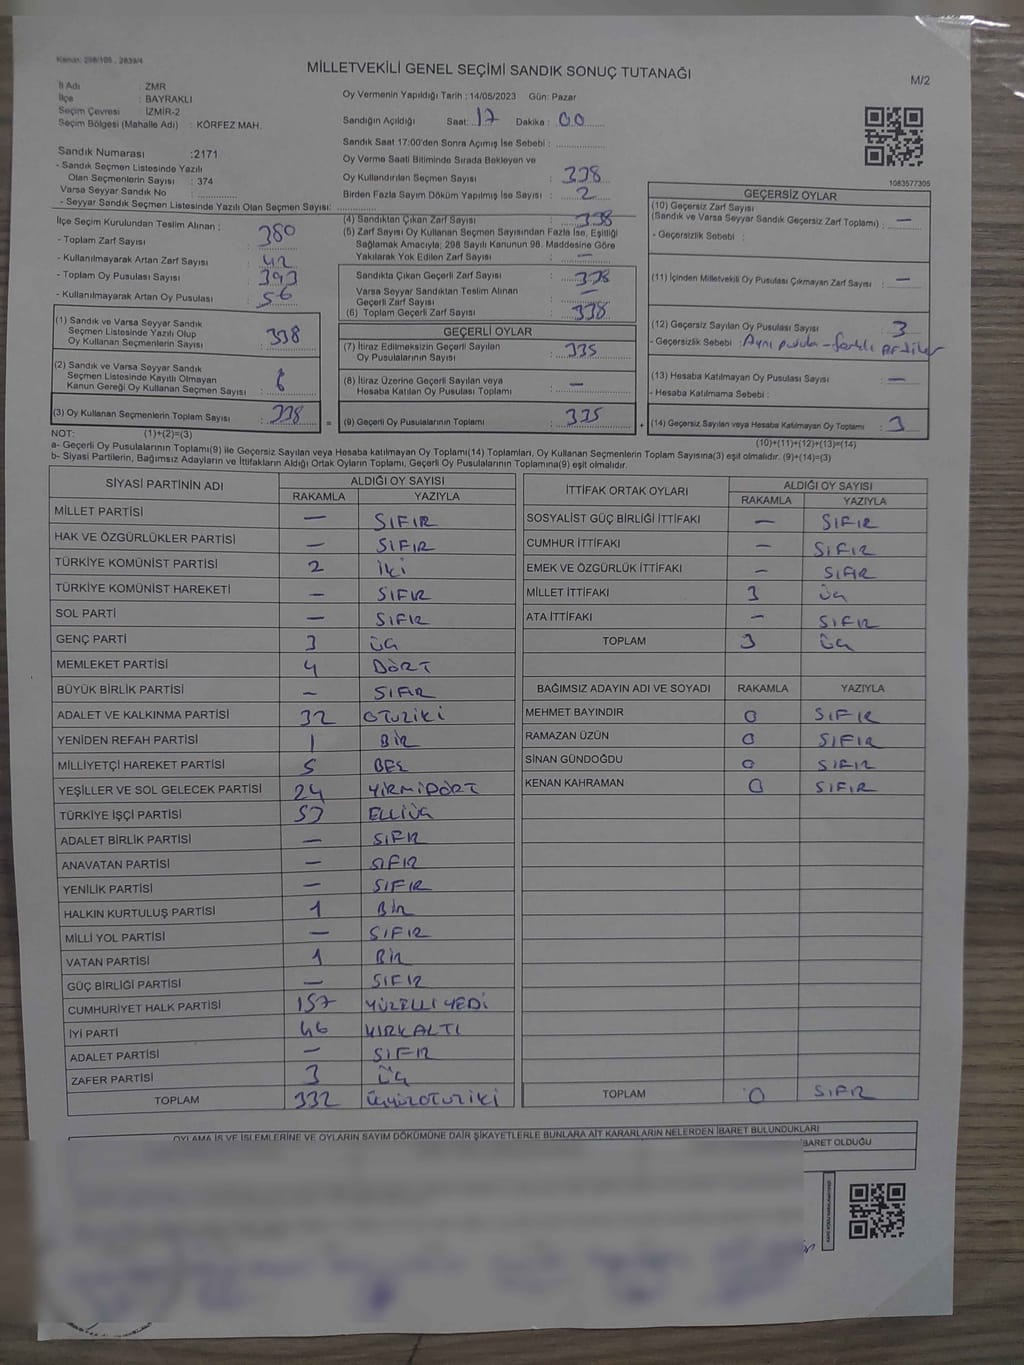 Kanun: 298/105 , 2839/4
MİLLETVEKİLİ GENEL SEÇİMİ SANDIK SONUÇ TUTANAĞI
M/2
İl Adı : ZMR
İlçe : BAYRAKLI
Seçim Çevresi : İZMİR-2
Seçim Bölgesi (Mahalle Adı) : KÖRFEZ MAH.
Sandık Numarası :2171
- Sandık Seçmen Listesinde Yazılı
Olan Seçmenlerin Sayısı : 374
Varsa Seyyar Sandık No :
- Seyyar Sandık Seçmen Listesinde Yazılı Olan Seçmen Sayısı:
Oy Vermenin Yapıldığı Tarih : 14/05/2023 Gün: Pazar
Sandığın Açıldığı Saat: 17 Dakika : 00
Sandık Saat 17:00'den Sonra Açılmış İse Sebebi :
Oy Verme Saati Bitiminde Sırada Bekleyen ve
Oy Kullandırılan Seçmen Sayısı : 338
Birden Fazla Sayım Döküm Yapılmış İse Sayısı : 2
1083577305
İlçe Seçim Kurulundan Teslim Alınan :
- Toplam Zarf Sayısı : 380
- Kullanılmayarak Artan Zarf Sayısı : 42
- Toplam Oy Pusulası Sayısı : 393
- Kullanılmayarak Artan Oy Pusulası : 56
(1) Sandık ve Varsa Seyyar Sandık
Seçmen Listesinde Yazılı Olup
Oy Kullanan Seçmenlerin Sayısı : 338
(2) Sandık ve Varsa Seyyar Sandık
Seçmen Listesinde Kayıtlı Olmayan
Kanun Gereği Oy Kullanan Seçmen Sayısı :
(3) Oy Kullanan Seçmenlerin Toplam Sayısı : 338
(4) Sandıktan Çıkan Zarf Sayısı : 338
(5) Zarf Sayısı Oy Kullanan Seçmen Sayısından Fazla İse, Eşitliği
Sağlamak Amacıyla; 298 Sayılı Kanunun 98. Maddesine Göre
Yakılarak Yok Edilen Zarf Sayısı : —
Sandıkta Çıkan Geçerli Zarf Sayısı : 338
Varsa Seyyar Sandıktan Teslim Alınan
Geçerli Zarf Sayısı : —
(6) Toplam Geçerli Zarf Sayısı : 338
GEÇERLİ OYLAR
(7) İtiraz Edilmeksizin Geçerli Sayılan
Oy Pusulalarının Sayısı : 335
(8) İtiraz Üzerine Geçerli Sayılan veya
Hesaba Katılan Oy Pusulası Toplamı : —
= (9) Geçerli Oy Pusulalarının Toplamı : 335
GEÇERSİZ OYLAR
(10) Geçersiz Zarf Sayısı
(Sandık ve Varsa Seyyar Sandık Geçersiz Zarf Toplamı) : —
- Geçersizlik Sebebi :
(11) İçinden Milletvekili Oy Pusulası Çıkmayan Zarf Sayısı : —
(12) Geçersiz Sayılan Oy Pusulası Sayısı : 3
- Geçersizlik Sebebi : Aynı pusula - farklı
(13) Hesaba Katılmayan Oy Pusulası Sayısı : —
- Hesaba Katılmama Sebebi :
+ (14) Geçersiz Sayılan veya Hesaba Katılmayan Oy Toplamı : 3
NOT: (1)+(2)=(3)
(10)+(11)+(12)+(13)=(14)
a- Geçerli Oy Pusulalarının Toplamı(9) ile Geçersiz Sayılan veya Hesaba katılmayan Oy Toplamı(14) Toplamları, Oy Kullanan Seçmenlerin Toplam Sayısına(3) eşit olmalıdır. (9)+(14)=(3)
b- Siyasi Partilerin, Bağımsız Adayların ve İttifakların Aldığı Ortak Oyların Toplamı, Geçerli Oy Pusulalarının Toplamına(9) eşit olmalıdır.
SİYASİ PARTİNİN ADI ALDIĞI OY SAYISI
RAKAMLA YAZIYLA
MİLLET PARTİSİ — SIFIR
HAK VE ÖZGÜRLÜKLER PARTİSİ — SIFIR
TÜRKİYE KOMÜNİST PARTİSİ 2 İKİ
TÜRKİYE KOMÜNİST HAREKETİ — SIFIR
SOL PARTİ — SIFIR
GENÇ PARTİ 3 ÜÇ
MEMLEKET PARTİSİ 4 DÖRT
BÜYÜK BİRLİK PARTİSİ — SIFIR
ADALET VE KALKINMA PARTİSİ 32 OTUZİKİ
YENİDEN REFAH PARTİSİ 1 BİR
MİLLİYETÇİ HAREKET PARTİSİ 5 BEŞ
YEŞİLLER VE SOL GELECEK PARTİSİ 24 YİRMİDÖRT
TÜRKİYE İŞÇİ PARTİSİ 53 ELLİÜÇ
ADALET BİRLİK PARTİSİ — SIFIR
ANAVATAN PARTİSİ — SIFIR
YENİLİK PARTİSİ — SIFIR
HALKIN KURTULUŞ PARTİSİ 1 BİR
MİLLİ YOL PARTİSİ — SIFIR
VATAN PARTİSİ 1 BİR
GÜÇ BİRLİĞİ PARTİSİ — SIFIR
CUMHURİYET HALK PARTİSİ 157 YÜZELLİYEDİ
İYİ PARTİ 46 KIRKALTI
ADALET PARTİSİ — SIFIR
ZAFER PARTİSİ 3 ÜÇ
TOPLAM 332 ÜÇYÜZOTUZİKİ
İTTİFAK ORTAK OYLARI ALDIĞI OY SAYISI
RAKAMLA YAZIYLA
SOSYALİST GÜÇ BİRLİĞİ İTTİFAKI — SIFIR
CUMHUR İTTİFAKI — SIFIR
EMEK VE ÖZGÜRLÜK İTTİFAKI — SIFIR
MİLLET İTTİFAKI 3 ÜÇ
ATA İTTİFAKI — SIFIR
TOPLAM 3 ÜÇ
BAĞIMSIZ ADAYIN ADI VE SOYADI RAKAMLA YAZIYLA
MEHMET BAYINDIR 0 SIFIR
RAMAZAN ÜZÜN 0 SIFIR
SİNAN GÜNDOĞDU 0 SIFIR
KENAN KAHRAMAN 0 SIFIR
TOPLAM 0 SIFIR
OYLAMA İŞ VE İŞLEMLERİNE VE OYLARIN SAYIM DÖKÜMÜNE DAİR ŞİKAYETLERLE BUNLARA AİT KARARLARIN NELERDEN İBARET BULUNDUKLARI
BARET OLDUĞU